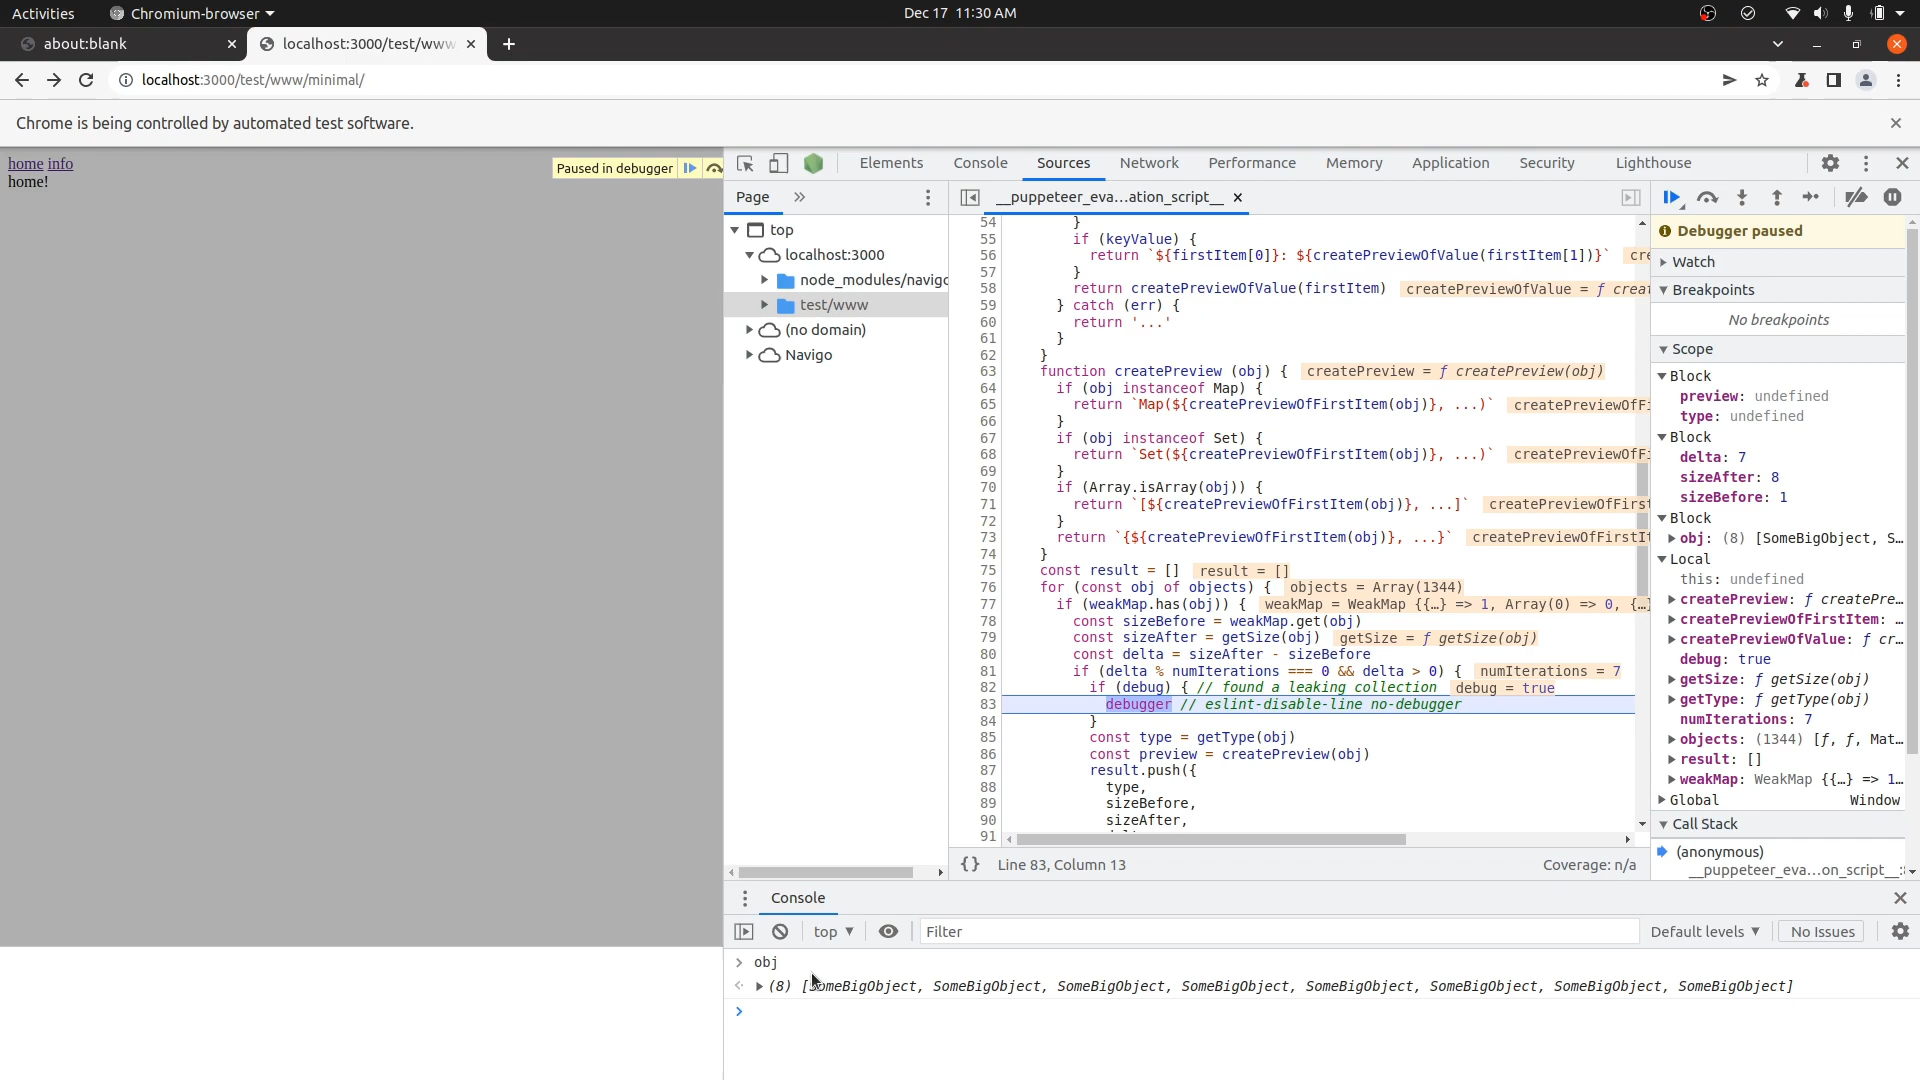 Activities Chromium-browser Dec 17 11:30 AM
about:blank localhost:3000/test/www
localhost:3000/test/www/minimal/
Chrome is being controlled by automated test software.
home info
home!
Paused in debugger
Elements Console Sources Network Performance Memory Application Security Lighthouse
Page
__puppeteer_eva…ation_script__
top
localhost:3000
node_modules/navigo
test/www
(no domain)
Navigo
54 }
55 if (keyValue) {
56 return `${firstItem[0]}: ${createPreviewOfValue(firstItem[1])}` cre
57 }
58 return createPreviewOfValue(firstItem) createPreviewOfValue = ƒ creat
59 } catch (err) {
60 return '...'
61 }
62 }
63 function createPreview (obj) { createPreview = ƒ createPreview(obj)
64 if (obj instanceof Map) {
65 return `Map(${createPreviewOfFirstItem(obj)}, ...)` createPreviewOfFi
66 }
67 if (obj instanceof Set) {
68 return `Set(${createPreviewOfFirstItem(obj)}, ...)` createPreviewOfFi
69 }
70 if (Array.isArray(obj)) {
71 return `[${createPreviewOfFirstItem(obj)}, ...]` createPreviewOfFirst
72 }
73 return `{${createPreviewOfFirstItem(obj)}, ...}` createPreviewOfFirstIt
74 }
75 const result = [] result = []
76 for (const obj of objects) { objects = Array(1344)
77 if (weakMap.has(obj)) { weakMap = WeakMap {{…} => 1, Array(0) => 0, {…}
78 const sizeBefore = weakMap.get(obj)
79 const sizeAfter = getSize(obj) getSize = ƒ getSize(obj)
80 const delta = sizeAfter - sizeBefore
81 if (delta % numIterations === 0 && delta > 0) { numIterations = 7
82 if (debug) { // found a leaking collection debug = true
83 debugger // eslint-disable-line no-debugger
84 }
85 const type = getType(obj)
86 const preview = createPreview(obj)
87 result.push({
88 type,
89 sizeBefore,
90 sizeAfter,
91
Line 83, Column 13 Coverage: n/a
Debugger paused
Watch
Breakpoints
No breakpoints
Scope
Block
preview: undefined
type: undefined
Block
delta: 7
sizeAfter: 8
sizeBefore: 1
Block
obj: (8) [SomeBigObject, S…
Local
this: undefined
createPreview: ƒ createPre…
createPreviewOfFirstItem: …
createPreviewOfValue: ƒ cr…
debug: true
getSize: ƒ getSize(obj)
getType: ƒ getType(obj)
numIterations: 7
objects: (1344) [ƒ, ƒ, Mat…
result: []
weakMap: WeakMap {{…} => 1…
Global Window
Call Stack
(anonymous)
__puppeteer_eva…on_script__:
Console
top Filter Default levels No Issues
obj
(8) [SomeBigObject, SomeBigObject, SomeBigObject, SomeBigObject, SomeBigObject, SomeBigObject, SomeBigObject, SomeBigObject]